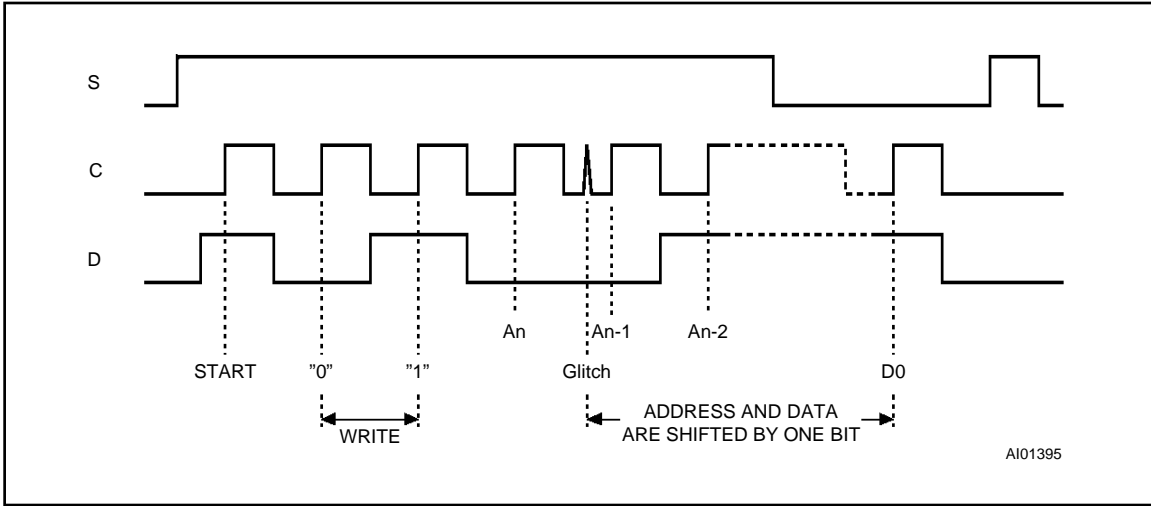 S
C
D
An
An-1
An-2
START
”0”
”1”
Glitch
D0
WRITE
ADDRESS AND DATA
ARE SHIFTED BY ONE BIT
AI01395